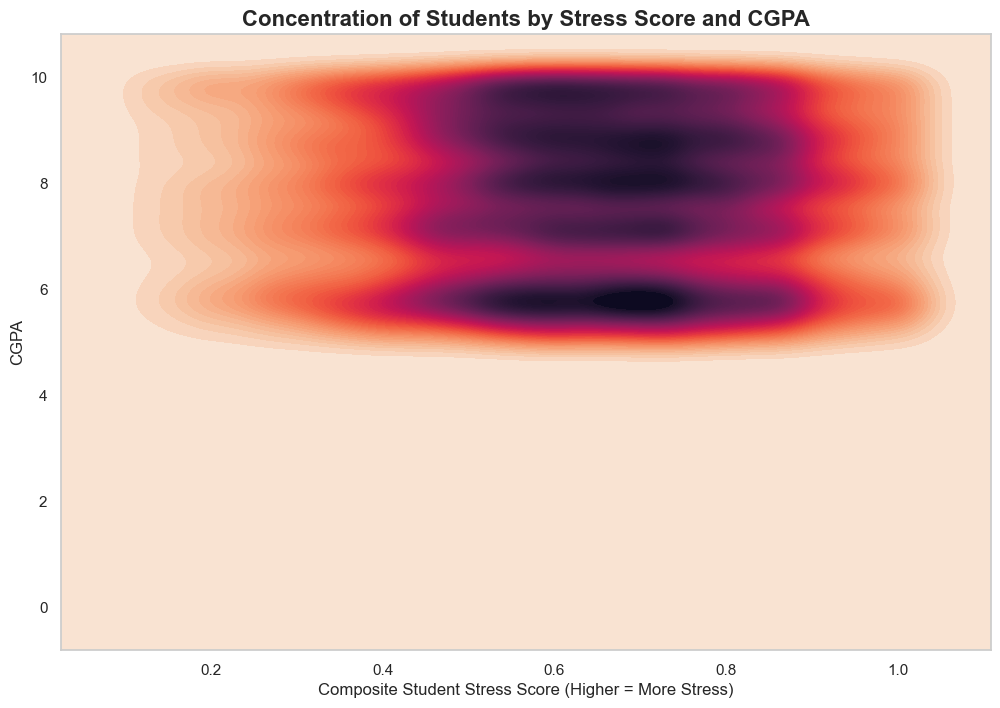 Concentration of Students by Stress Score and CGPA
10
8
6
4
2
0
CGPA
0.2 0.4 0.6 0.8 1.0
Composite Student Stress Score (Higher = More Stress)